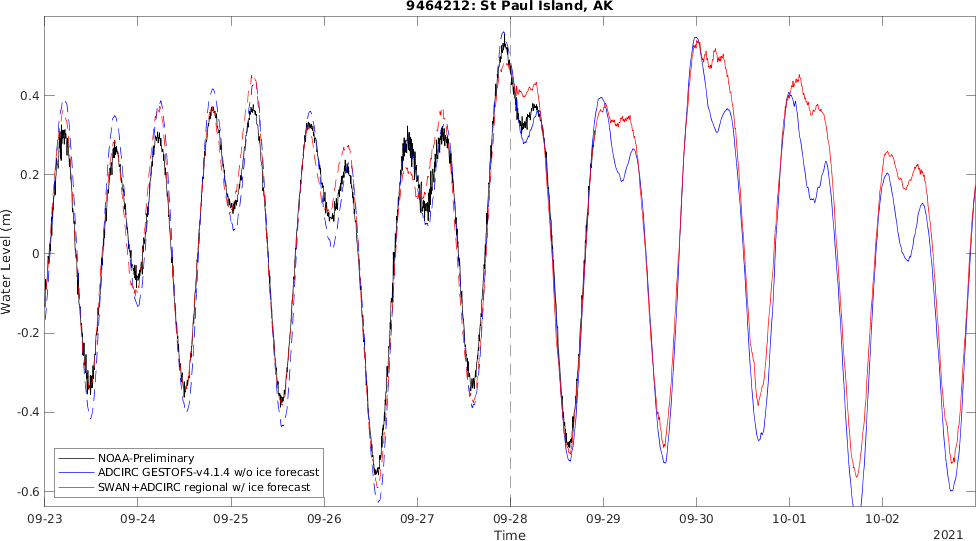 9464212: St Paul Island, AK
Water Level (m)
0.4
0.2
0
-0.2
-0.4
-0.6
NOAA-Preliminary
ADCIRC GESTOFS-v4.1.4 w/o ice forecast
SWAN+ADCIRC regional w/ ice forecast
09-23 09-24 09-25 09-26 09-27 09-28 09-29 09-30 10-01 10-02
Time
2021